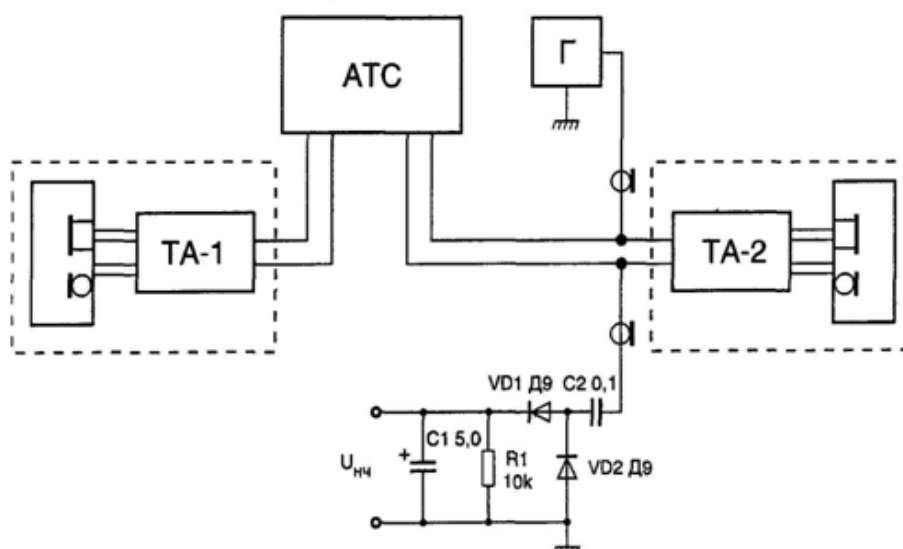 АТС
Г
ТА-1
ТА-2
VD1 Д9
C2 0,1
C1 5,0
+
Uнч
R1
10k
VD2 Д9